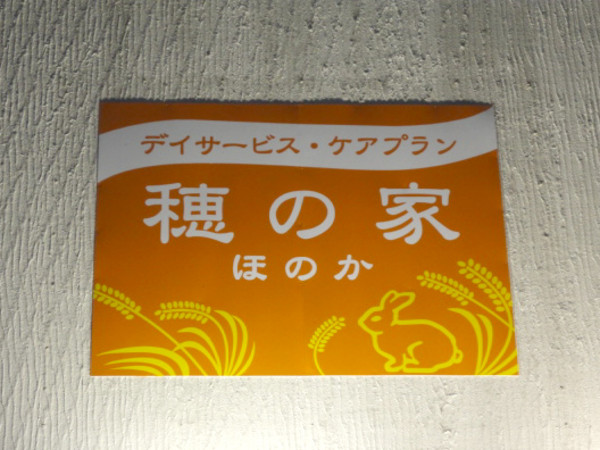 デイサービス・ケアプラン
穂の家
ほのか